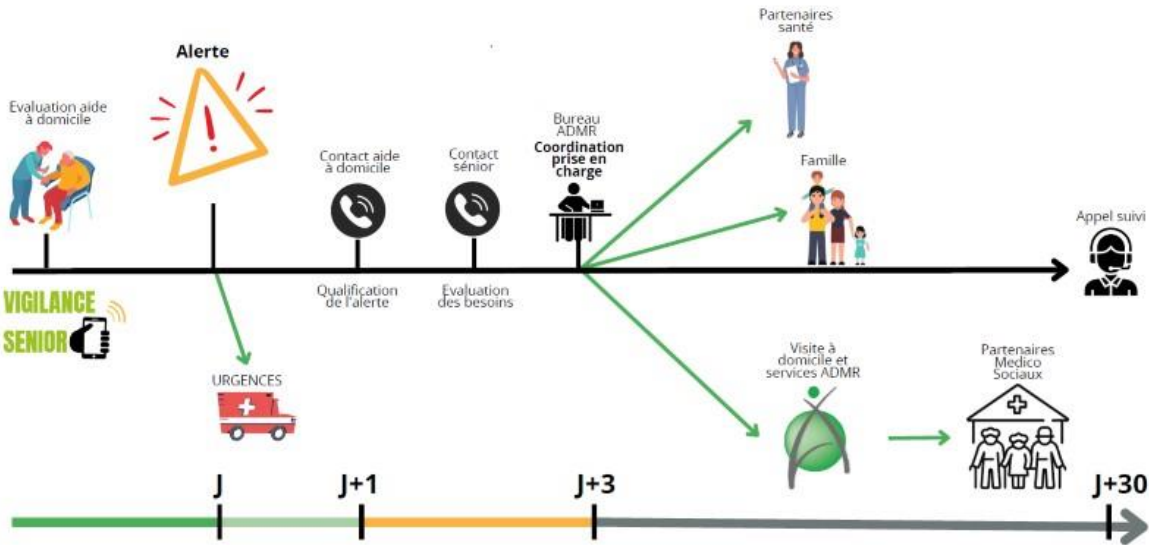 Partenaires
santé
Alerte
Evaluation aide
à domicile
Contact aide
à domicile
Contact
sénior
Bureau
ADMR
Coordination
prise en
charge
Famille
Appel suivi
VIGILANCE
SENIOR
Qualification
de l'alerte
Evaluation
des besoins
URGENCES
Visite à
domicile et
services ADMR
Partenaires
Medico
Sociaux
J
J+1
J+3
J+30